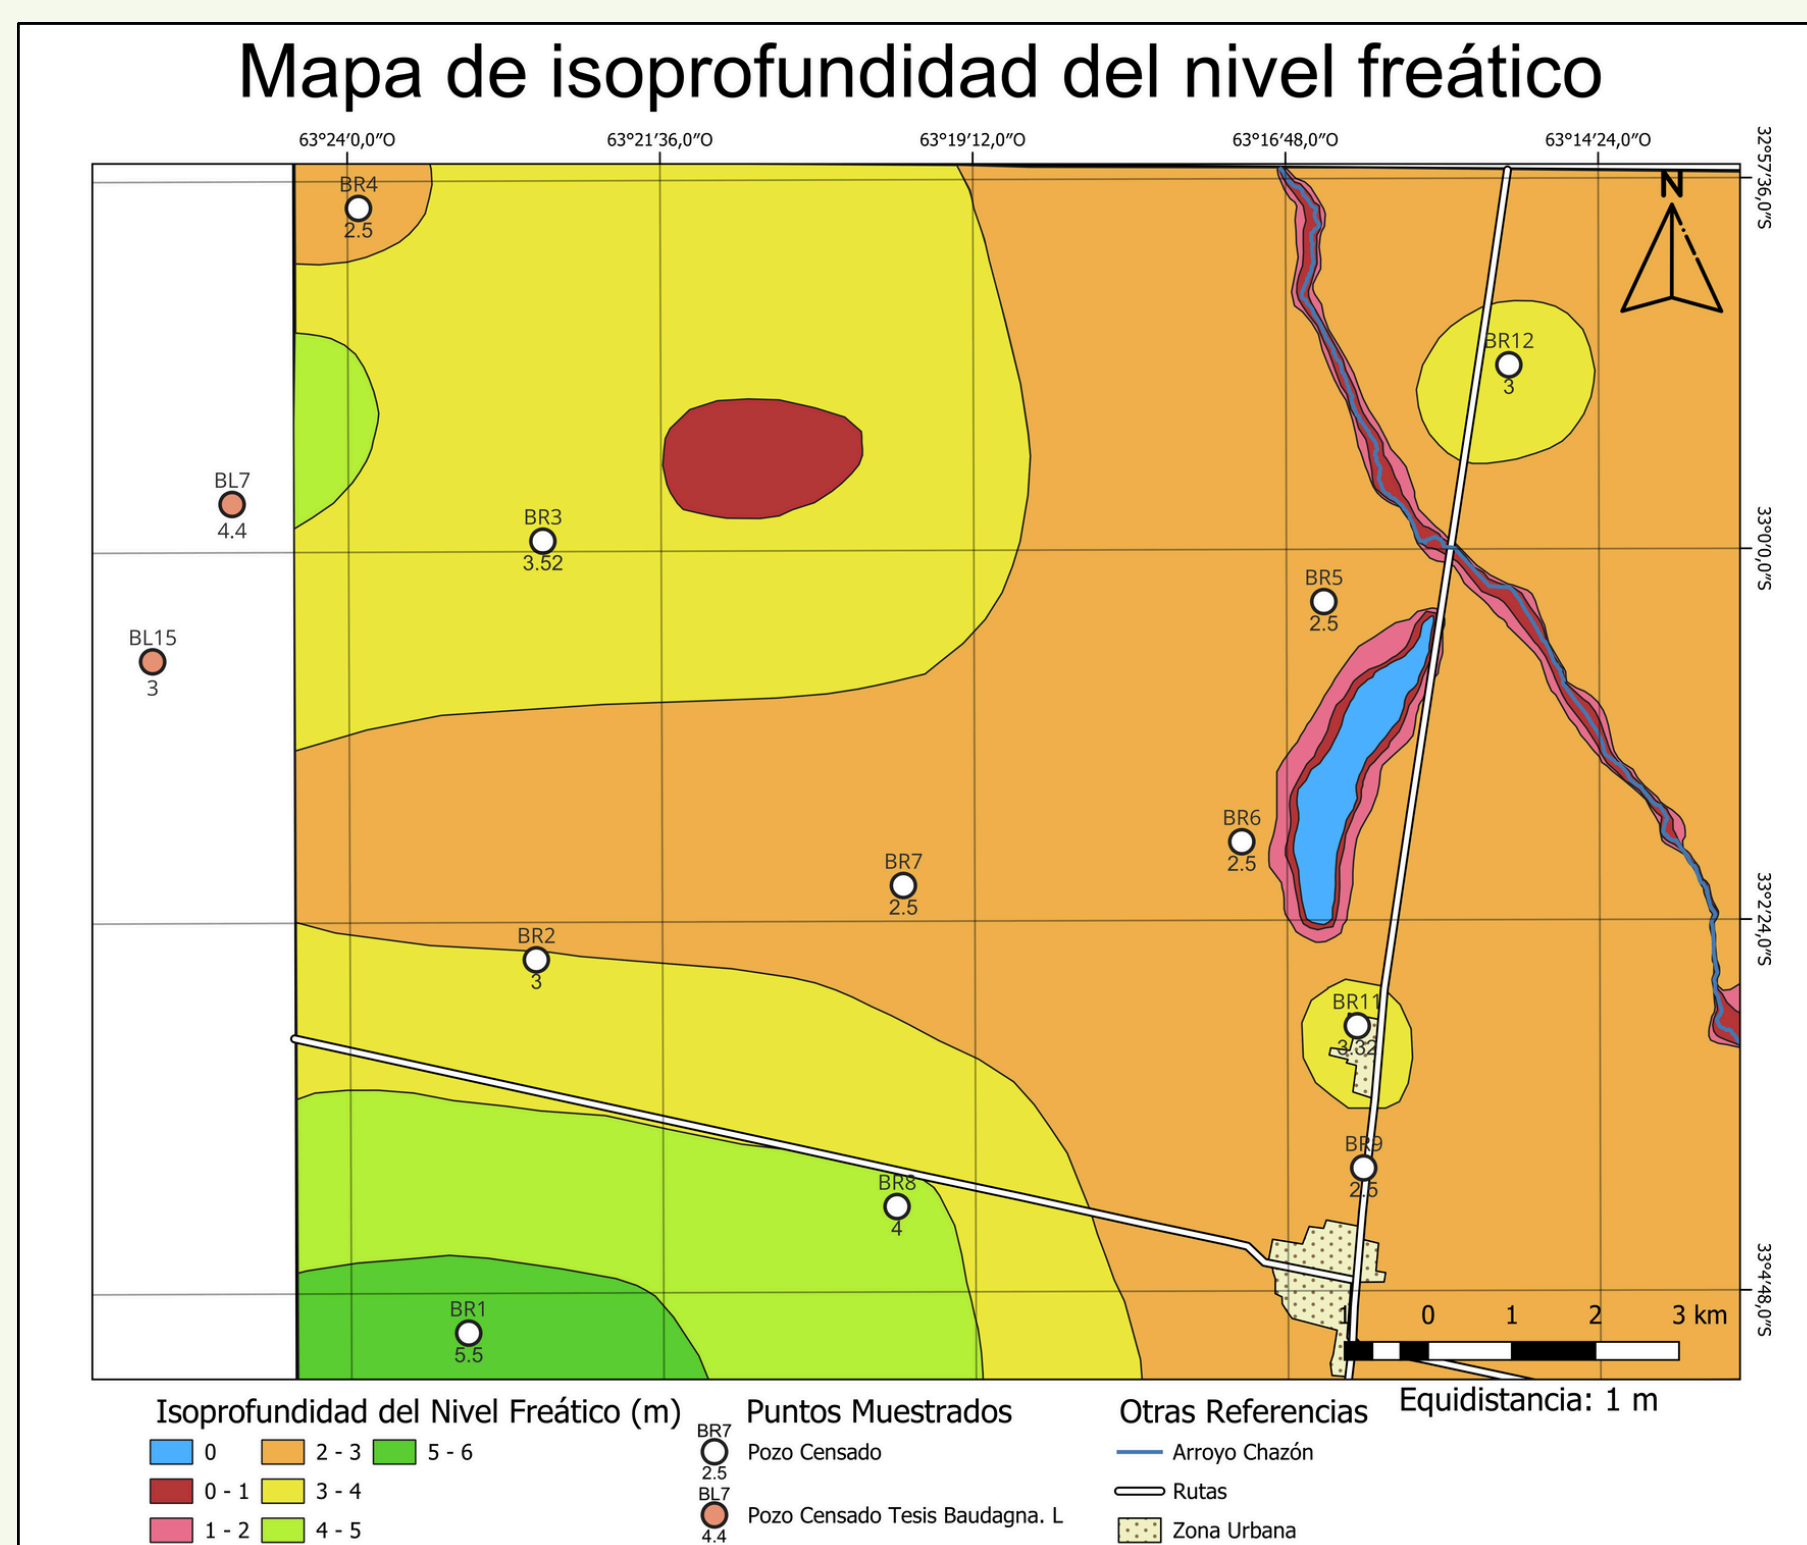 Mapa de isoprofundidad del nivel freático
63°24'0,0"O 63°21'36,0"O 63°19'12,0"O 63°16'48,0"O 63°14'24,0"O
32°57'36,0"S
N
BR4
2.5
BR12
3
BL7
4.4
BR3
3.52
33°0'0,0"S
BR5
2.5
BL15
3
BR6
2.5
BR7
2.5
33°2'24,0"S
BR2
3
BR11
3.32
BR9
2.5
BR8
4
33°4'48,0"S
BR1
5.5
1 0 1 2 3 km
Equidistancia: 1 m
Isoprofundidad del Nivel Freático (m)
0 2 - 3 5 - 6
0 - 1 3 - 4
1 - 2 4 - 5
Puntos Muestrados
BR7
2.5
Pozo Censado
BL7
4.4
Pozo Censado Tesis Baudagna. L
Otras Referencias
Arroyo Chazón
Rutas
Zona Urbana